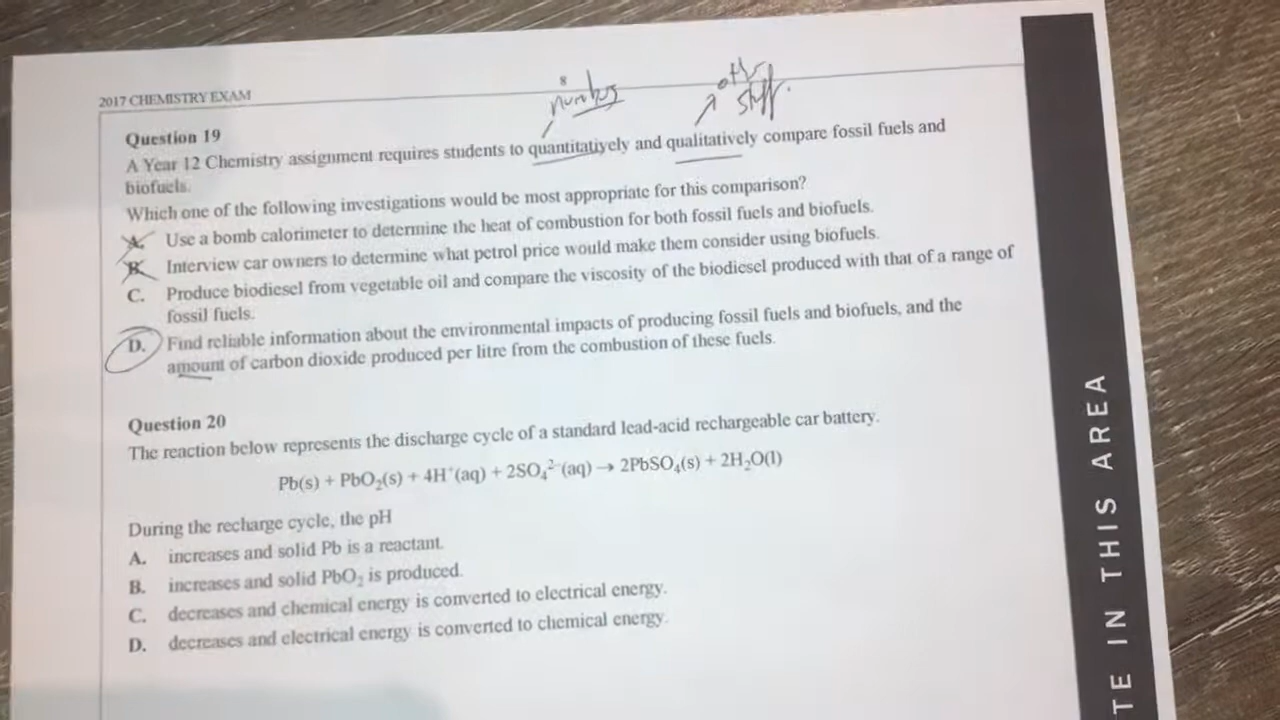 8
numbers
other
stuff.
2017 CHEMISTRY EXAM
Question 19
A Year 12 Chemistry assignment requires students to quantitatively and qualitatively compare fossil fuels and
biofuels.
Which one of the following investigations would be most appropriate for this comparison?
A. Use a bomb calorimeter to determine the heat of combustion for both fossil fuels and biofuels.
B. Interview car owners to determine what petrol price would make them consider using biofuels.
C. Produce biodiesel from vegetable oil and compare the viscosity of the biodiesel produced with that of a range of
fossil fuels.
D. Find reliable information about the environmental impacts of producing fossil fuels and biofuels, and the
amount of carbon dioxide produced per litre from the combustion of these fuels.
Question 20
The reaction below represents the discharge cycle of a standard lead-acid rechargeable car battery.
Pb(s) + PbO₂(s) + 4H⁺(aq) + 2SO₄²⁻(aq) → 2PbSO₄(s) + 2H₂O(l)
During the recharge cycle, the pH
A. increases and solid Pb is a reactant.
B. increases and solid PbO₂ is produced.
C. decreases and chemical energy is converted to electrical energy.
D. decreases and electrical energy is converted to chemical energy.
TE IN THIS AREA